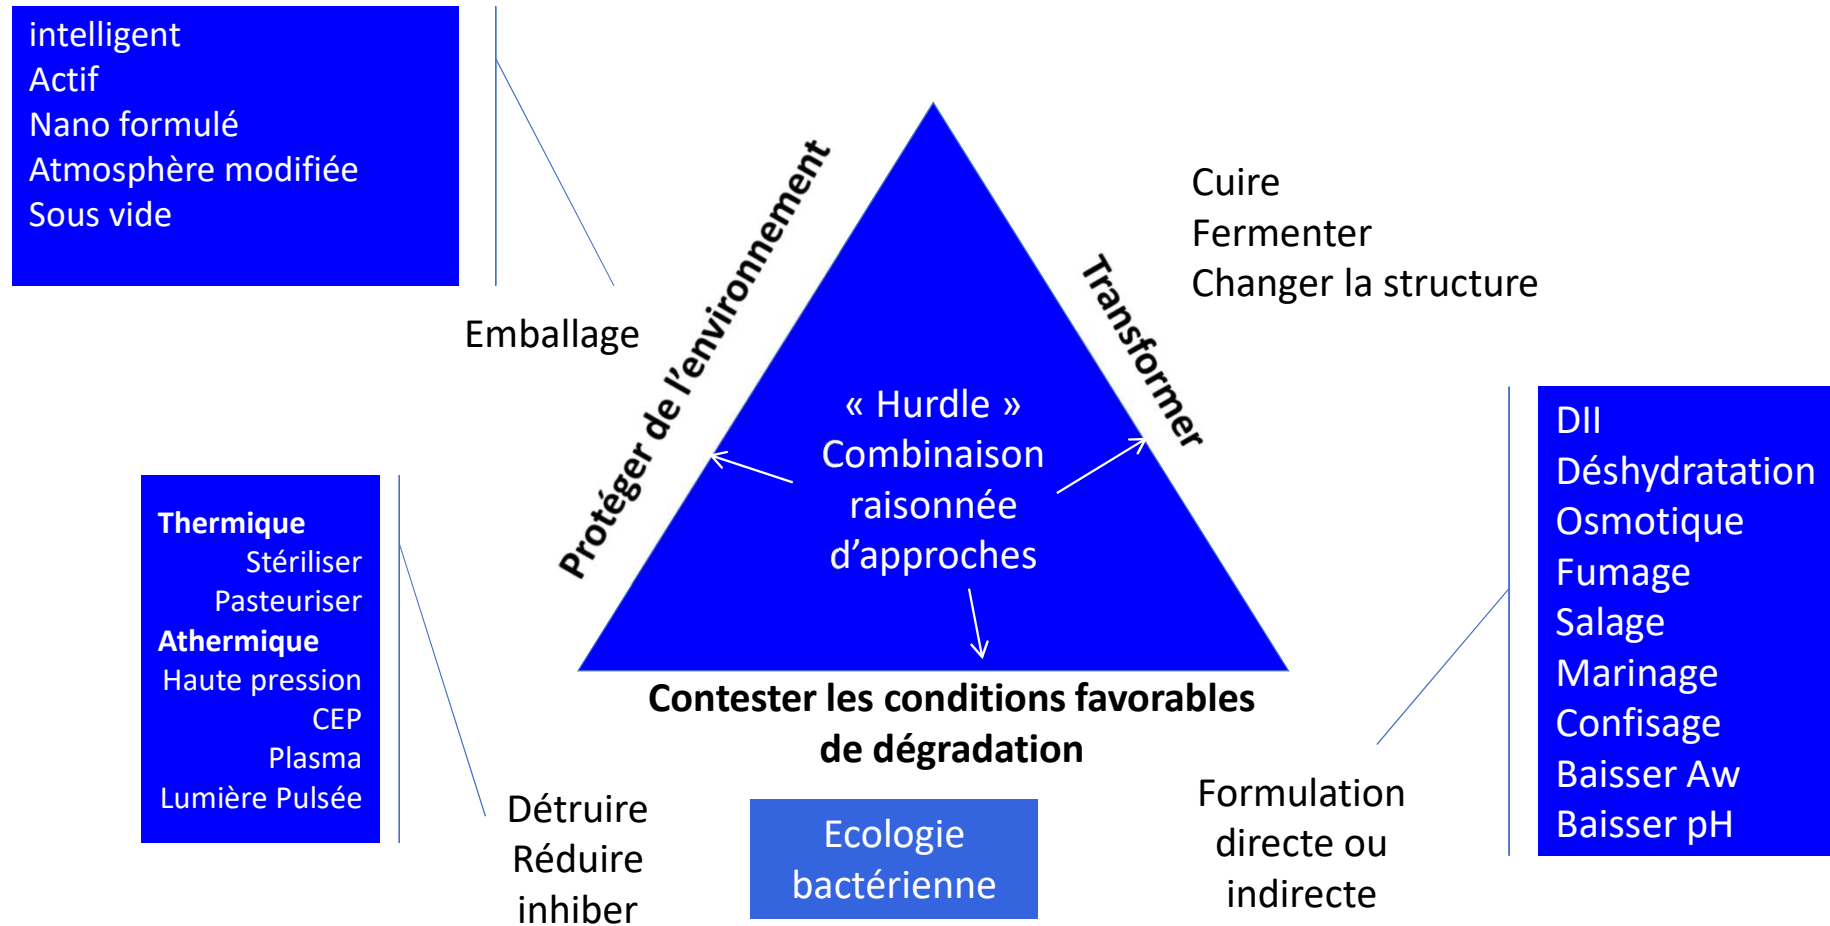 intelligent
Actif
Nano formulé
Atmosphère modifiée
Sous vide
Emballage
Protéger de l'environnement
Transformer
Cuire
Fermenter
Changer la structure
« Hurdle »
Combinaison
raisonnée
d’approches
Thermique
Stériliser
Pasteuriser
Athermique
Haute pression
CEP
Plasma
Lumière Pulsée
Détruire
Réduire
inhiber
Contester les conditions favorables
de dégradation
Ecologie
bactérienne
Formulation
directe ou
indirecte
DII
Déshydratation
Osmotique
Fumage
Salage
Marinage
Confisage
Baisser Aw
Baisser pH